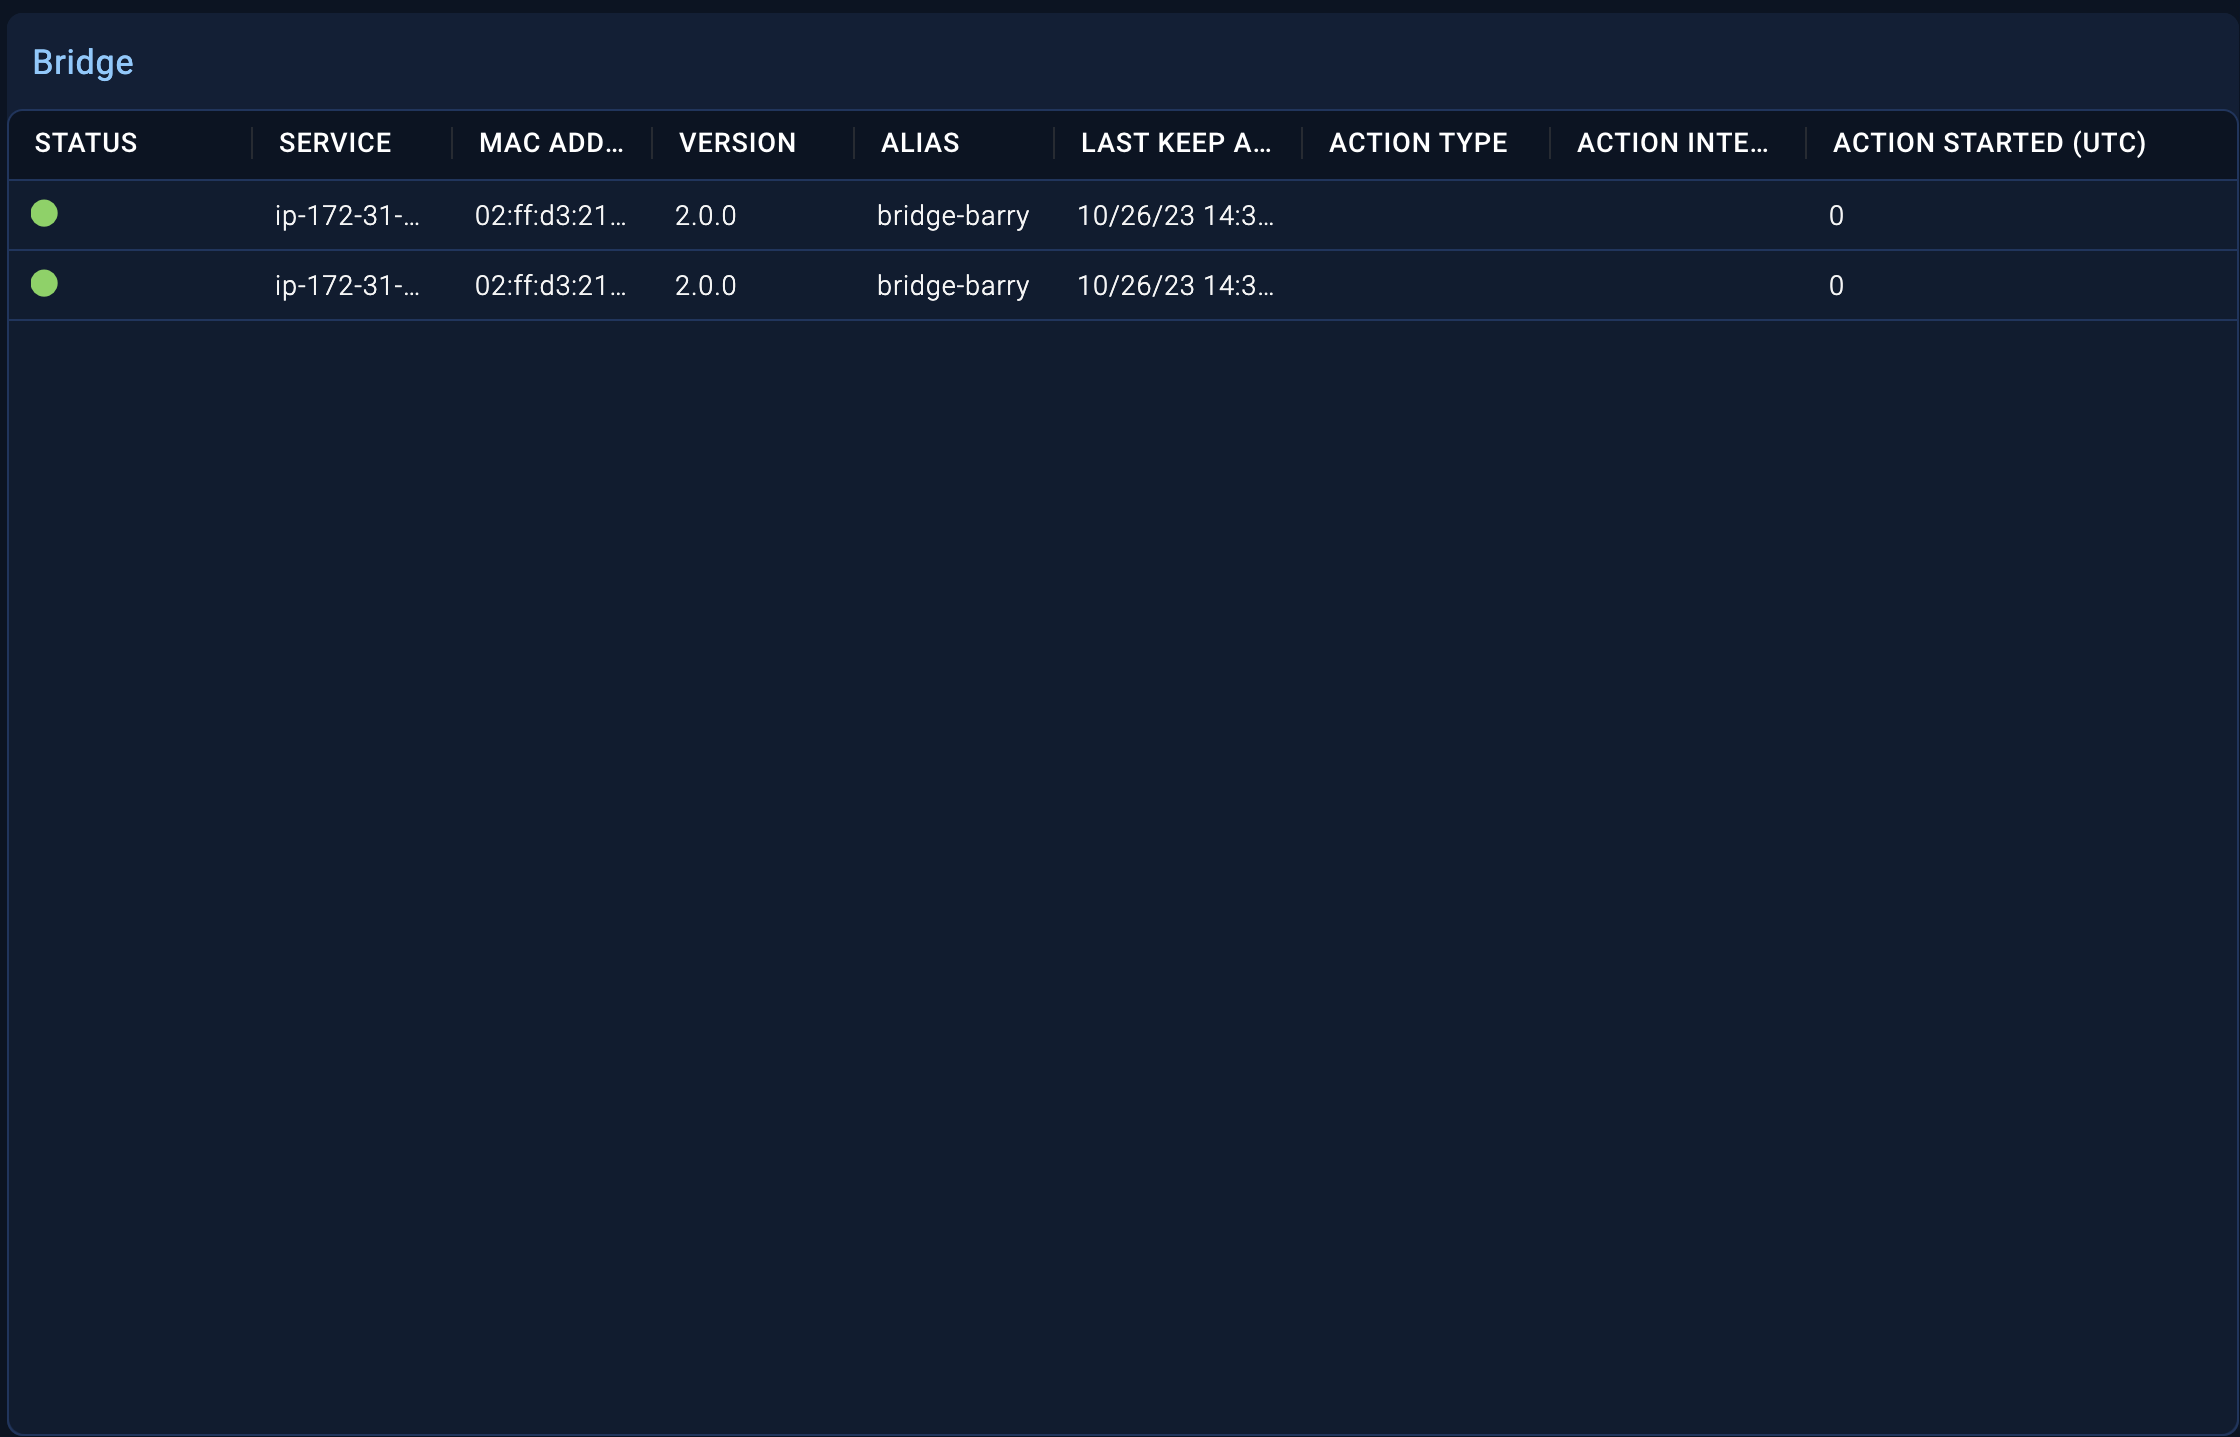 Bridge
STATUS SERVICE MAC ADD... VERSION ALIAS LAST KEEP A... ACTION TYPE ACTION INTE... ACTION STARTED (UTC)
ip-172-31-... 02:ff:d3:21... 2.0.0 bridge-barry 10/26/23 14:3... 0
ip-172-31-... 02:ff:d3:21... 2.0.0 bridge-barry 10/26/23 14:3... 0